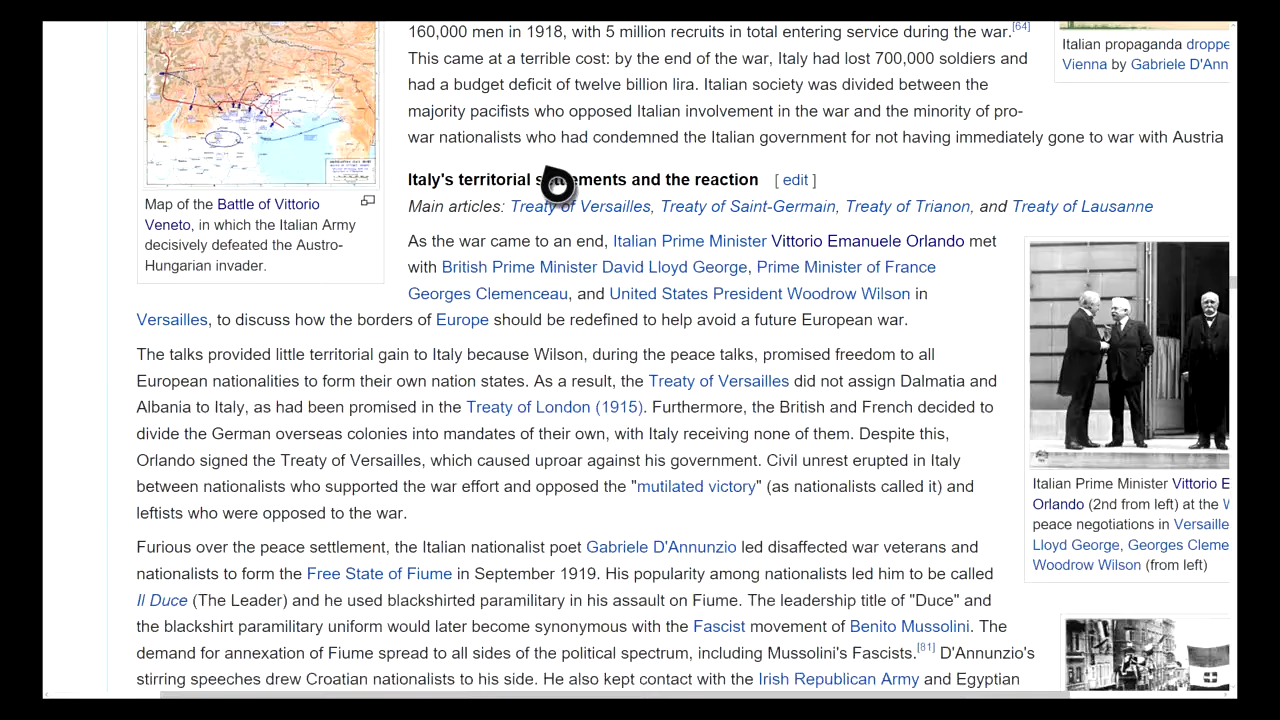 160,000 men in 1918, with 5 million recruits in total entering service during the war.[64]
This came at a terrible cost: by the end of the war, Italy had lost 700,000 soldiers and
had a budget deficit of twelve billion lira. Italian society was divided between the
majority pacifists who opposed Italian involvement in the war and the minority of pro-
war nationalists who had condemned the Italian government for not having immediately gone to war with Austria
Italian propaganda droppe
Vienna by Gabriele D'Ann
Map of the Battle of Vittorio
Veneto, in which the Italian Army
decisively defeated the Austro-
Hungarian invader.
Italy's territorial s ements and the reaction [ edit ]
Main articles: Treaty of Versailles, Treaty of Saint-Germain, Treaty of Trianon, and Treaty of Lausanne
As the war came to an end, Italian Prime Minister Vittorio Emanuele Orlando met
with British Prime Minister David Lloyd George, Prime Minister of France
Georges Clemenceau, and United States President Woodrow Wilson in
Versailles, to discuss how the borders of Europe should be redefined to help avoid a future European war.
The talks provided little territorial gain to Italy because Wilson, during the peace talks, promised freedom to all
European nationalities to form their own nation states. As a result, the Treaty of Versailles did not assign Dalmatia and
Albania to Italy, as had been promised in the Treaty of London (1915). Furthermore, the British and French decided to
divide the German overseas colonies into mandates of their own, with Italy receiving none of them. Despite this,
Orlando signed the Treaty of Versailles, which caused uproar against his government. Civil unrest erupted in Italy
between nationalists who supported the war effort and opposed the "mutilated victory" (as nationalists called it) and
leftists who were opposed to the war.
Italian Prime Minister Vittorio E
Orlando (2nd from left) at the W
peace negotiations in Versaille
Lloyd George, Georges Cleme
Woodrow Wilson (from left)
Furious over the peace settlement, the Italian nationalist poet Gabriele D'Annunzio led disaffected war veterans and
nationalists to form the Free State of Fiume in September 1919. His popularity among nationalists led him to be called
Il Duce (The Leader) and he used blackshirted paramilitary in his assault on Fiume. The leadership title of "Duce" and
the blackshirt paramilitary uniform would later become synonymous with the Fascist movement of Benito Mussolini. The
demand for annexation of Fiume spread to all sides of the political spectrum, including Mussolini's Fascists.[81] D'Annunzio's
stirring speeches drew Croatian nationalists to his side. He also kept contact with the Irish Republican Army and Egyptian